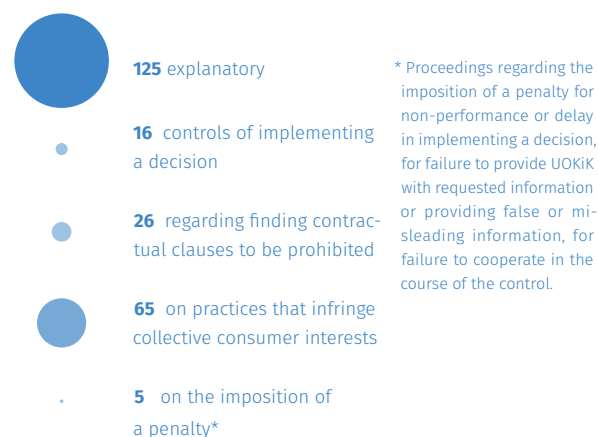 125 explanatory
16 controls of implementing
a decision
26 regarding finding contrac-
tual clauses to be prohibited
65 on practices that infringe
collective consumer interests
5 on the imposition of
a penalty*
* Proceedings regarding the
imposition of a penalty for
non-performance or delay
in implementing a decision,
for failure to provide UOKiK
with requested information
or providing false or mi-
sleading information, for
failure to cooperate in the
course of the control.